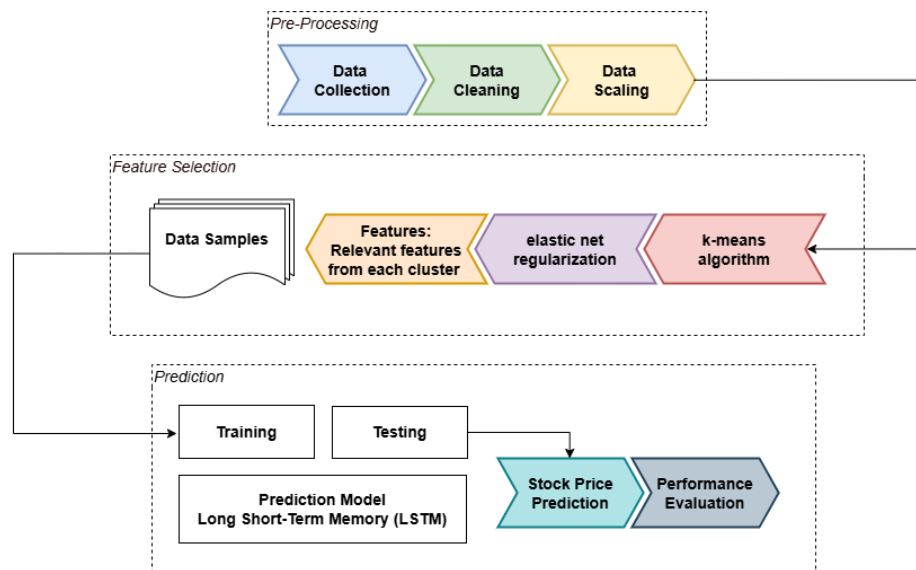 Pre-Processing
Data
Collection
Data
Cleaning
Data
Scaling
Feature Selection
Data Samples
Features:
Relevant features
from each cluster
elastic net
regularization
k-means
algorithm
Prediction
Training
Testing
Prediction Model
Long Short-Term Memory (LSTM)
Stock Price
Prediction
Performance
Evaluation